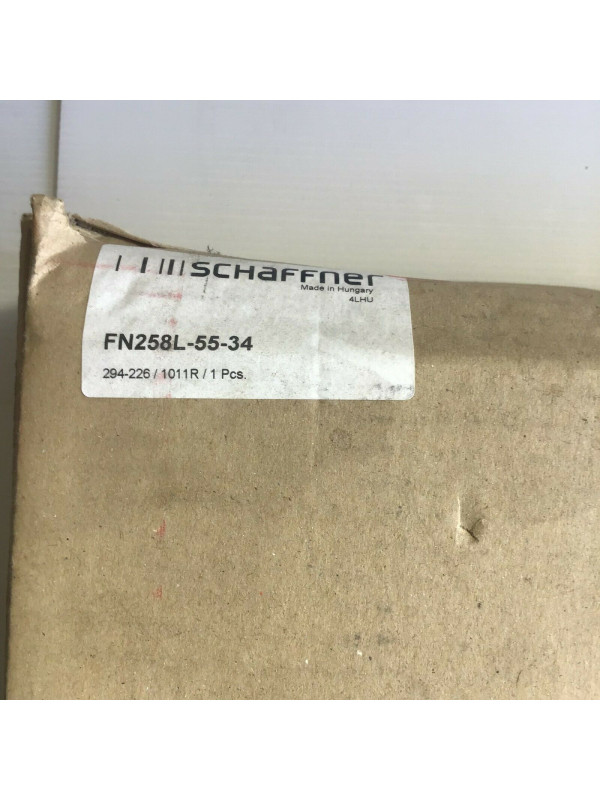 SCHaffner
Made in Hungary
4LHU
FN258L-55-34
294-226 / 1011R / 1 Pcs.